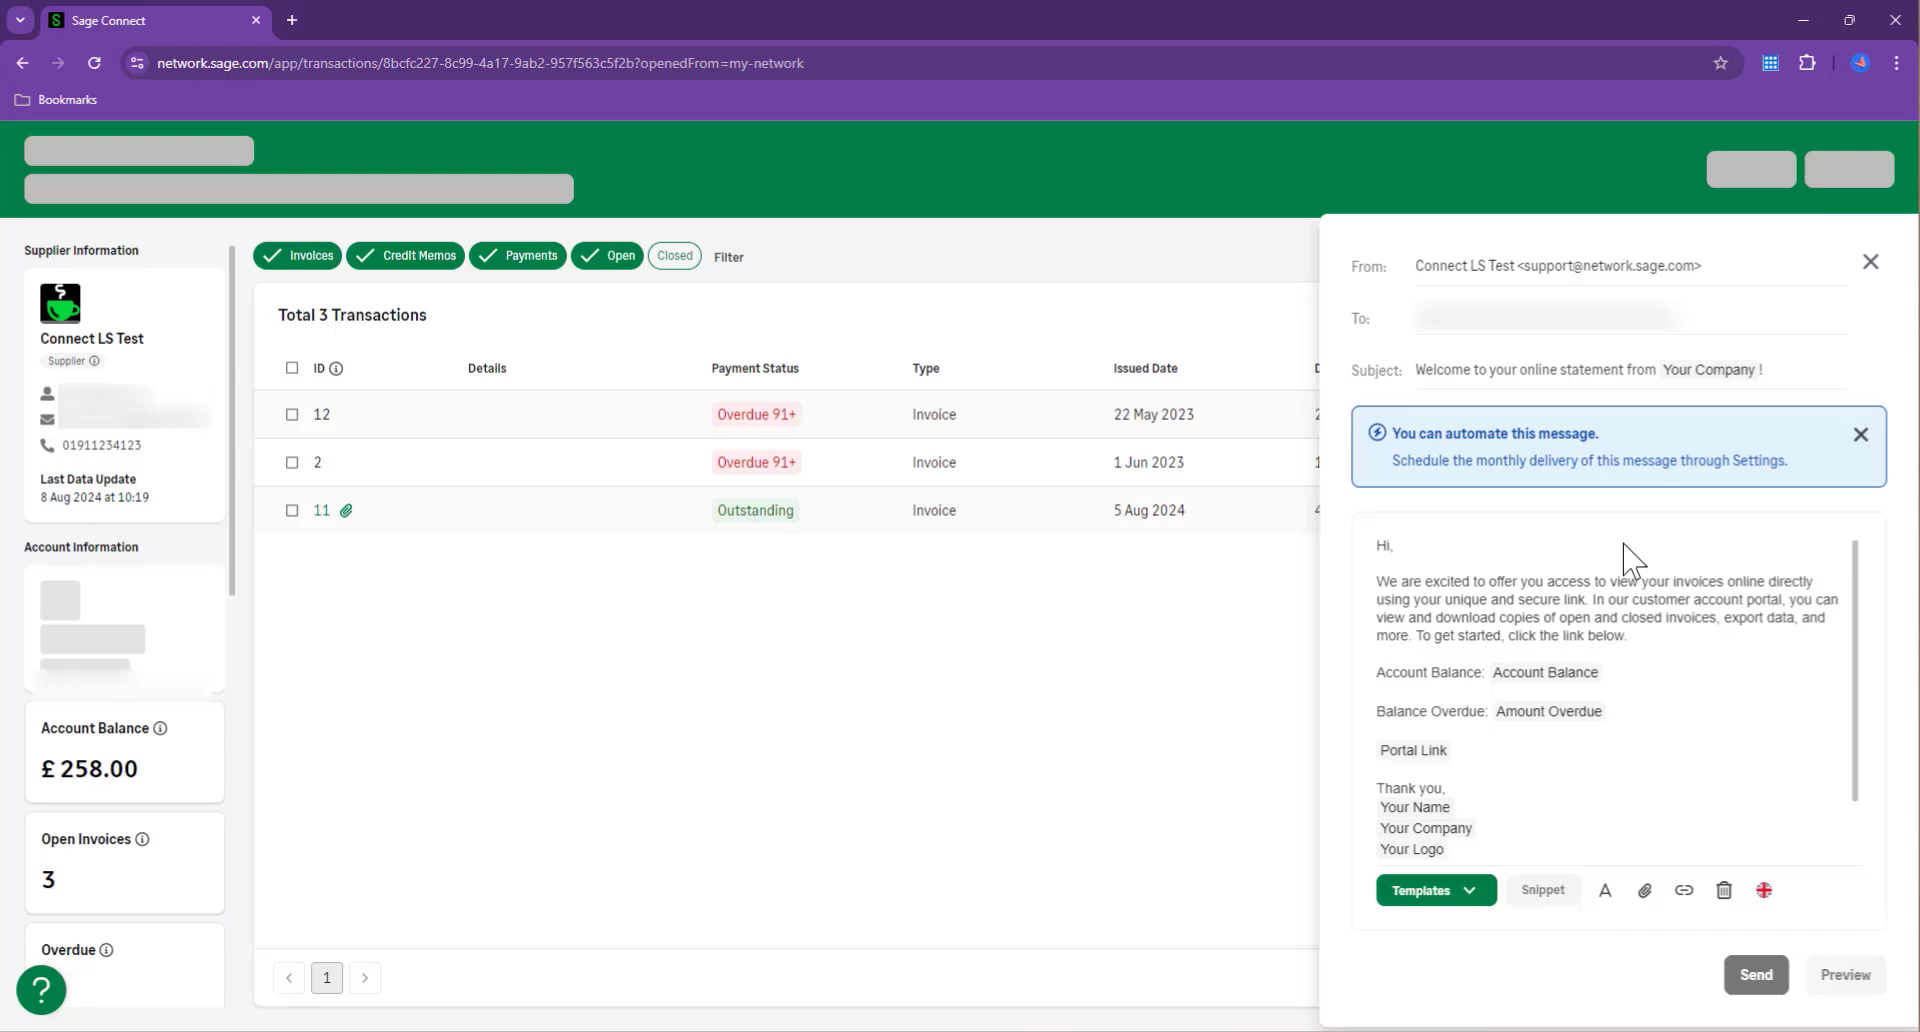 Sage Connect
network.sage.com/app/transactions/8bcfc227-8c99-4a17-9ab2-957f563c5f2b?openedFrom=my-network
Bookmarks
Supplier Information
Connect LS Test
Supplier
01911234123
Last Data Update
8 Aug 2024 at 10:19
Account Information
Account Balance
£ 258.00
Open Invoices
3
Overdue
?
Invoices Credit Memos Payments Open Closed Filter
Total 3 Transactions
ID Details Payment Status Type Issued Date D
12 Overdue 91+ Invoice 22 May 2023 2
2 Overdue 91+ Invoice 1 Jun 2023 1
11 Outstanding Invoice 5 Aug 2024 4
< 1 >
From: Connect LS Test <support@network.sage.com>
To:
Subject: Welcome to your online statement from Your Company !
You can automate this message.
Schedule the monthly delivery of this message through Settings.
Hi,
We are excited to offer you access to view your invoices online directly
using your unique and secure link. In our customer account portal, you can
view and download copies of open and closed invoices, export data, and
more. To get started, click the link below.
Account Balance: Account Balance
Balance Overdue: Amount Overdue
Portal Link
Thank you,
Your Name
Your Company
Your Logo
Templates Snippet A
Send Preview